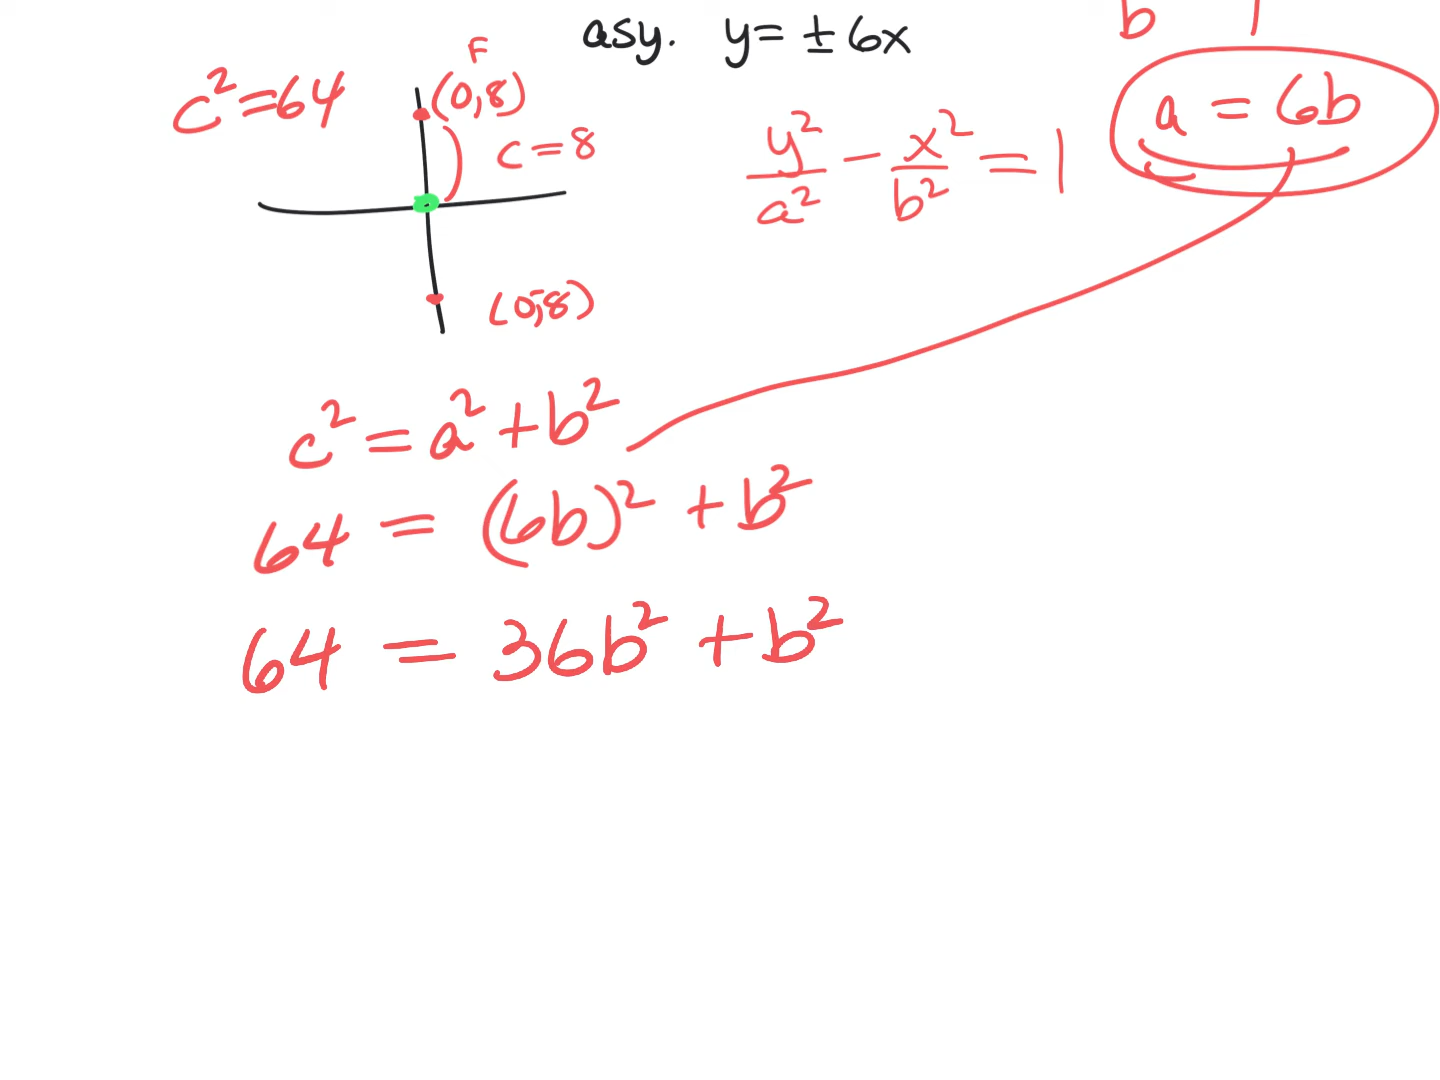 asy. y = ± 6x
b 1
F
c² = 64
(0,8)
c = 8
y²/a² - x²/b² = 1
a = 6b
(0,-8)
c² = a² + b²
64 = (6b)² + b²
64 = 36b² + b²